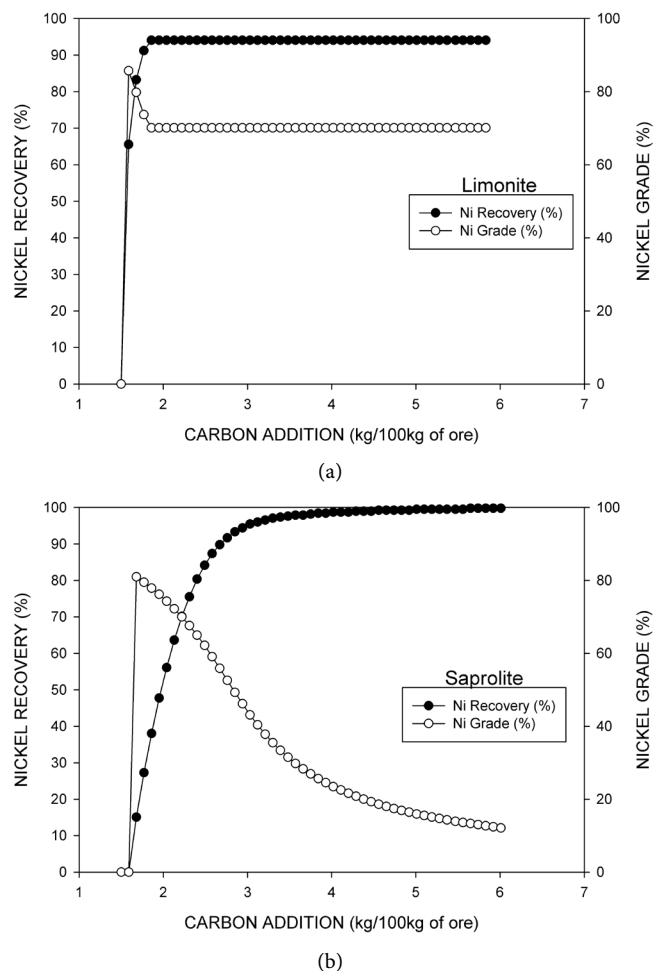 100
90
80
70
60
50
40
30
20
10
0
NICKEL RECOVERY (%)
100
80
60
40
20
0
NICKEL GRADE (%)
Limonite
Ni Recovery (%)
Ni Grade (%)
1 2 3 4 5 6 7
CARBON ADDITION (kg/100kg of ore)
(a)
100
90
80
70
60
50
40
30
20
10
0
NICKEL RECOVERY (%)
100
80
60
40
20
0
NICKEL GRADE (%)
Saprolite
Ni Recovery (%)
Ni Grade (%)
1 2 3 4 5 6 7
CARBON ADDITION (kg/100kg of ore)
(b)